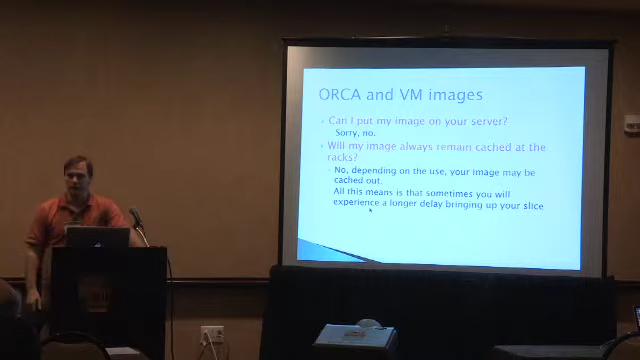 ORCA and VM images
Can I put my image on your server?
Sorry, no.
Will my image always remain cached at the
racks?
No, depending on the use, your image may be
cached out.
All this means is that sometimes you will
experience a longer delay bringing up your slice